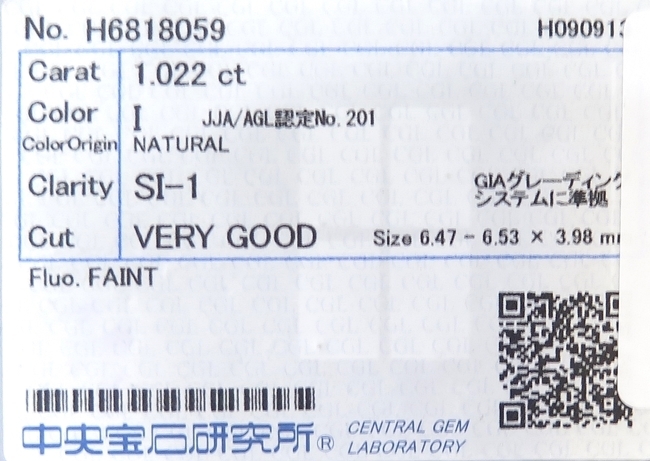 No. H6818059 H090913
Carat 1.022 ct
Color I JJA/AGL認定No. 201
ColorOrigin NATURAL
Clarity SI-1 GIAグレーディング
システムに準拠
Cut VERY GOOD Size 6.47 - 6.53 × 3.98 m
Fluo. FAINT
中央宝石研究所® CENTRAL GEM
LABORATORY